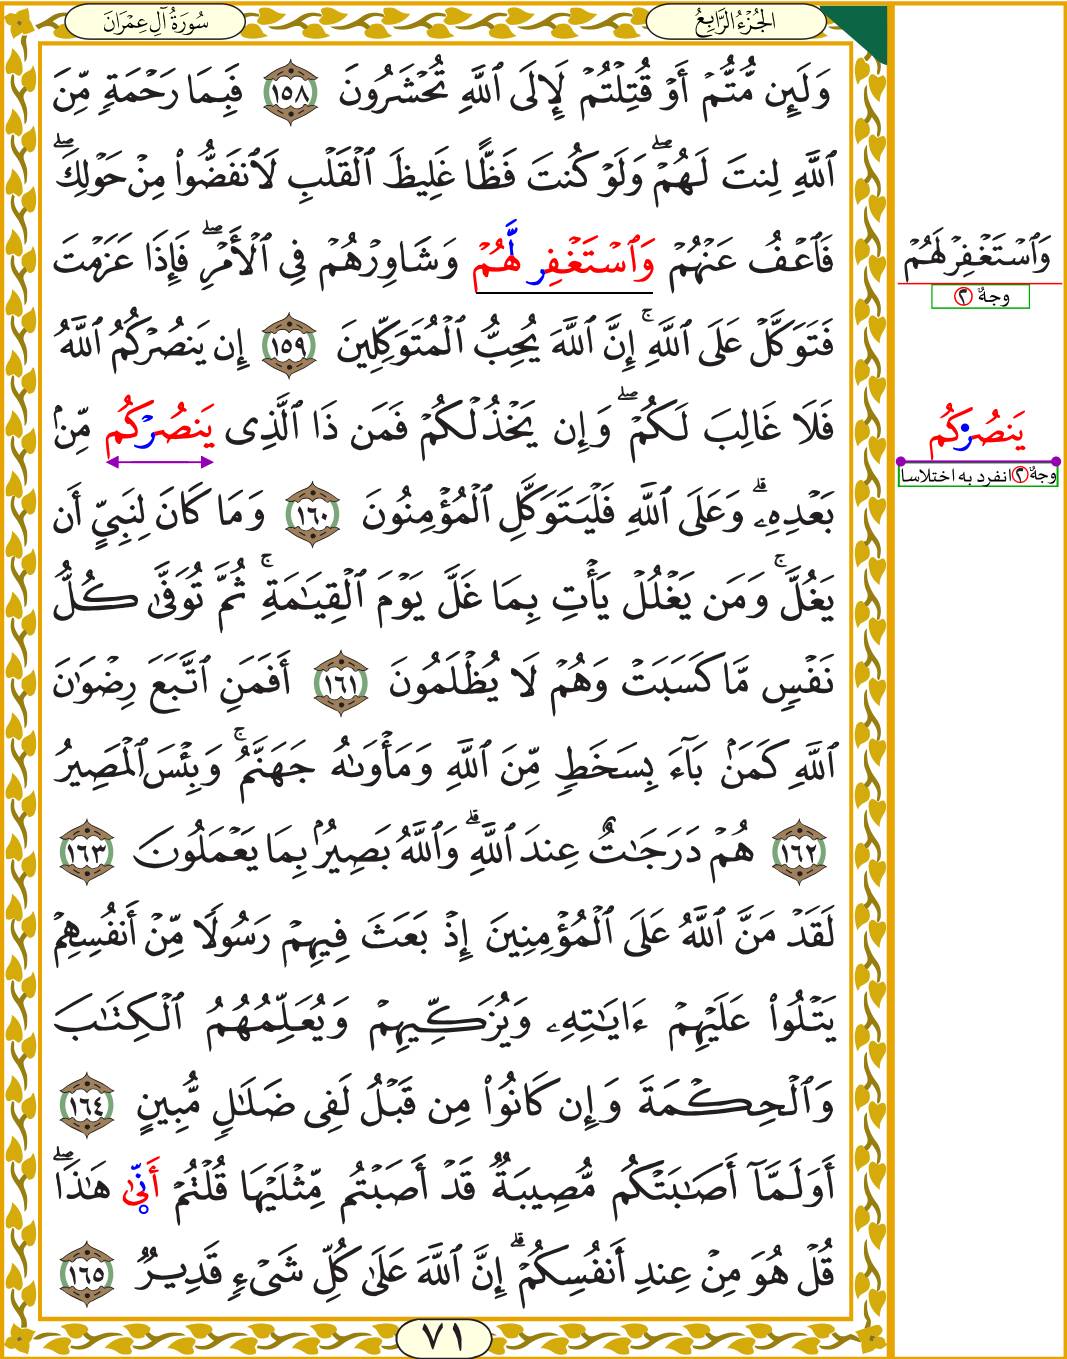 سُورَةُ آلِ عِمْرَان
الجُزْءُ الرَّابِعُ
وَلَئِن مُّتُّمْ أَوْ قُتِلْتُمْ لَإِلَى ٱللَّهِ تُحْشَرُونَ ١٥٨ فَبِمَا رَحْمَةٍ مِّنَ
ٱللَّهِ لِنتَ لَهُمْۖ وَلَوْ كُنتَ فَظًّا غَلِيظَ ٱلْقَلْبِ لَٱنفَضُّوا۟ مِنْ حَوْلِكَۖ
فَٱعْفُ عَنْهُمْ وَٱسْتَغْفِر لَّهُمْ وَشَاوِرْهُمْ فِى ٱلْأَمْرِۖ فَإِذَا عَزَمْتَ
فَتَوَكَّلْ عَلَى ٱللَّهِۚ إِنَّ ٱللَّهَ يُحِبُّ ٱلْمُتَوَكِّلِينَ ١٥٩ إِن يَنصُرْكُمُ ٱللَّهُ
فَلَا غَالِبَ لَكُمْۖ وَإِن يَخْذُلْكُمْ فَمَن ذَا ٱلَّذِى يَنصُرْكُم مِّنۢ
بَعْدِهِۦۗ وَعَلَى ٱللَّهِ فَلْيَتَوَكَّلِ ٱلْمُؤْمِنُونَ ١٦٠ وَمَا كَانَ لِنَبِىٍّ أَن
يَغُلَّۚ وَمَن يَغْلُلْ يَأْتِ بِمَا غَلَّ يَوْمَ ٱلْقِيَٰمَةِۚ ثُمَّ تُوَفَّىٰ كُلُّ
نَفْسٍ مَّا كَسَبَتْ وَهُمْ لَا يُظْلَمُونَ ١٦١ أَفَمَنِ ٱتَّبَعَ رِضْوَٰنَ
ٱللَّهِ كَمَنۢ بَآءَ بِسَخَطٍ مِّنَ ٱللَّهِ وَمَأْوَىٰهُ جَهَنَّمُۚ وَبِئْسَ ٱلْمَصِيرُ
١٦٢ هُمْ دَرَجَٰتٌ عِندَ ٱللَّهِۗ وَٱللَّهُ بَصِيرٌۢ بِمَا يَعْمَلُونَ ١٦٣
لَقَدْ مَنَّ ٱللَّهُ عَلَى ٱلْمُؤْمِنِينَ إِذْ بَعَثَ فِيهِمْ رَسُولًا مِّنْ أَنفُسِهِمْ
يَتْلُوا۟ عَلَيْهِمْ ءَايَٰتِهِۦ وَيُزَكِّيهِمْ وَيُعَلِّمُهُمُ ٱلْكِتَٰبَ
وَٱلْحِكْمَةَ وَإِن كَانُوا۟ مِن قَبْلُ لَفِى ضَلَٰلٍ مُّبِينٍ ١٦٤
أَوَلَمَّآ أَصَٰبَتْكُم مُّصِيبَةٌ قَدْ أَصَبْتُم مِّثْلَيْهَا قُلْتُمْ أَنَّىٰ هَٰذَاۖ
قُلْ هُوَ مِنْ عِندِ أَنفُسِكُمْۗ إِنَّ ٱللَّهَ عَلَىٰ كُلِّ شَىْءٍ قَدِيرٌ ١٦٥
٧١
وَٱسْتَغْفِرْ لَهُمْ
وجهٌ ٢
يَنصُرْكُم
وجهٌ ٢ انفرد به اختلاسا